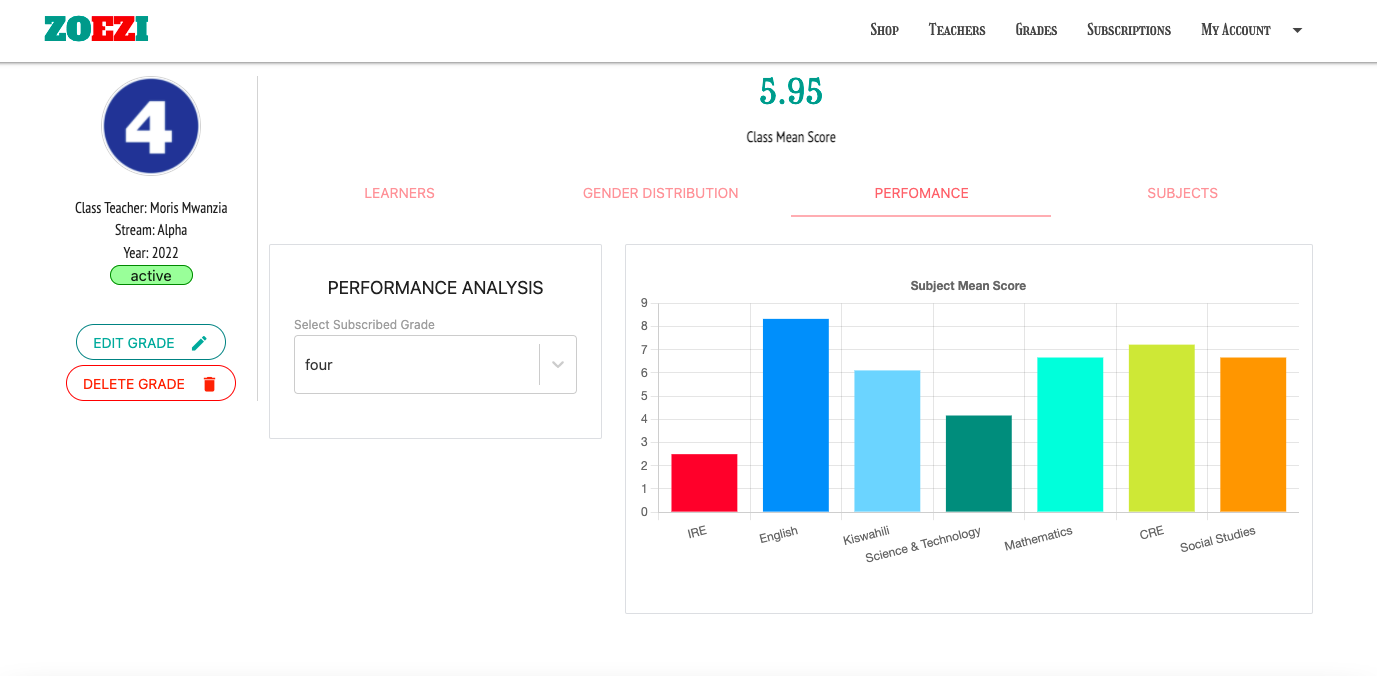 ZOEZI
Shop Teachers Grades Subscriptions My Account
4
Class Teacher: Moris Mwanzia
Stream: Alpha
Year: 2022
active
EDIT GRADE
DELETE GRADE
5.95
Class Mean Score
LEARNERS GENDER DISTRIBUTION PERFOMANCE SUBJECTS
PERFORMANCE ANALYSIS
Select Subscribed Grade
four
Subject Mean Score
9
8
7
6
5
4
3
2
1
0
IRE English Kiswahili Science & Technology Mathematics CRE Social Studies